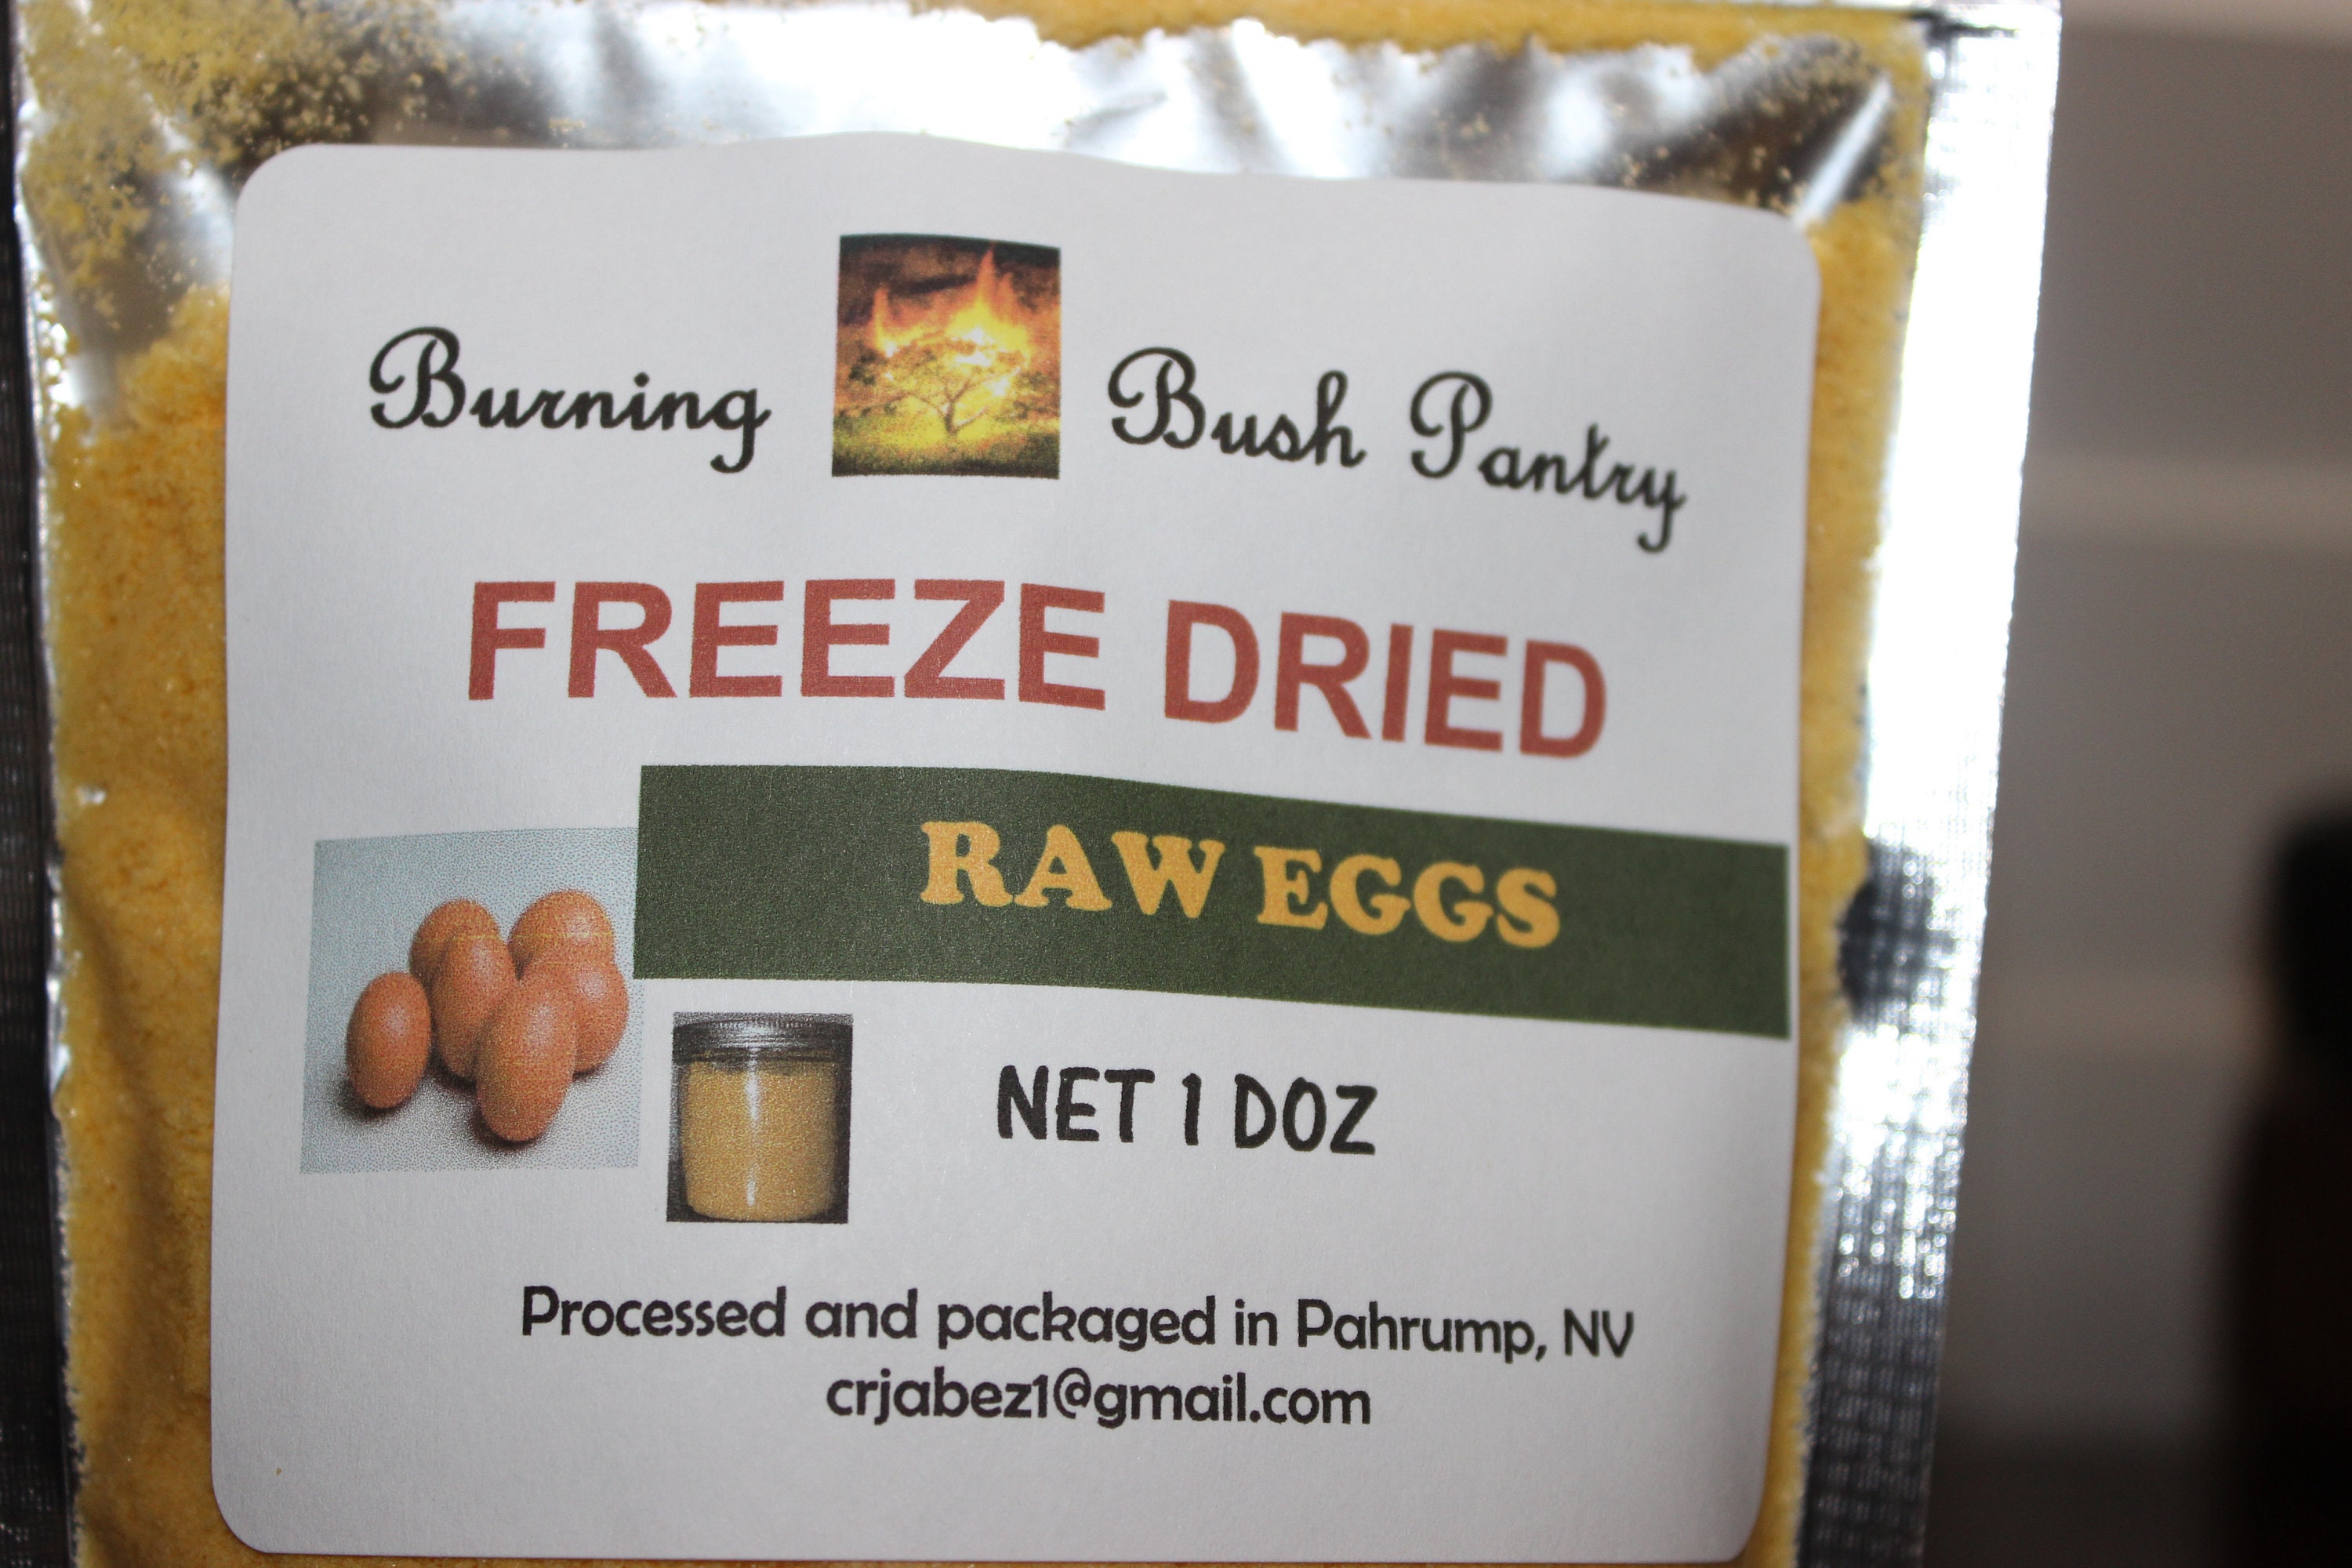 Burning Bush Pantry
FREEZE DRIED
RAW EGGS
NET 1 DOZ
Processed and packaged in Pahrump, NV
crjabez1@gmail.com